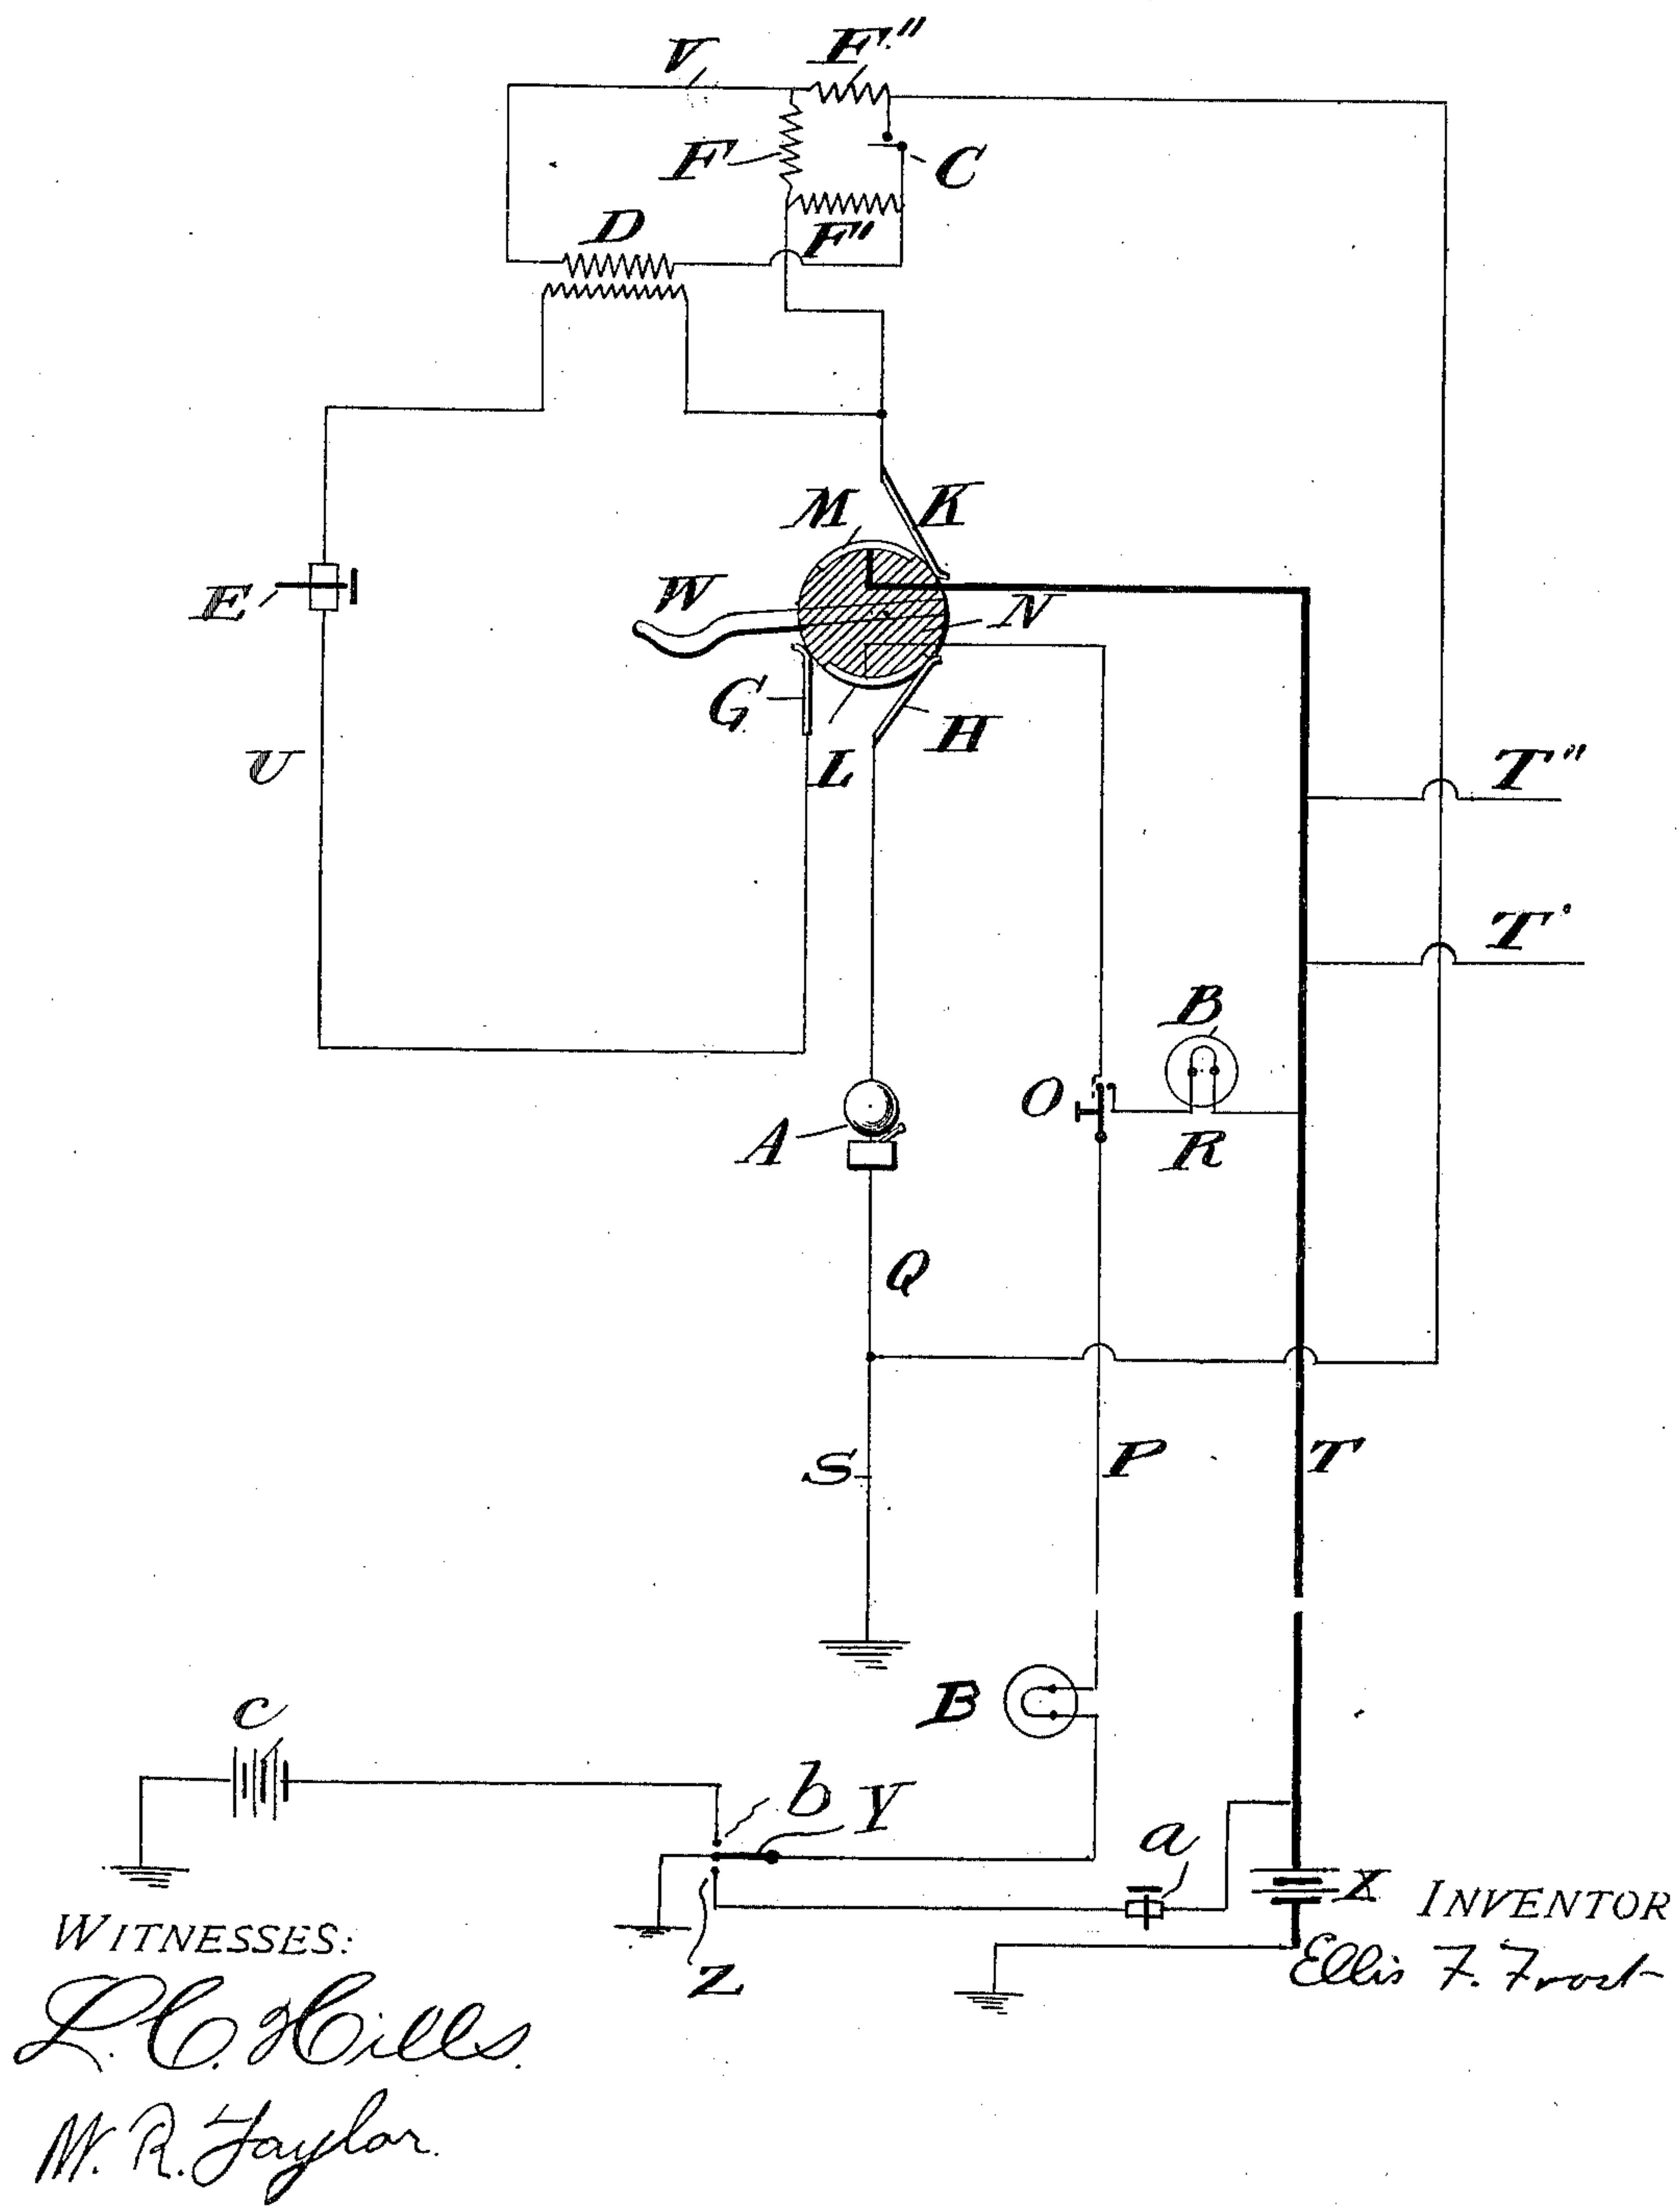 V F'''
F C
D F''
M K
W N
E
G H
U L
T''
T'
B
O
A R
Q
P
S T
B
c
b Y
a
X
Z
WITNESSES: INVENTOR
L. C. Hills. Ellis F. Frost
M. R. Taylor.